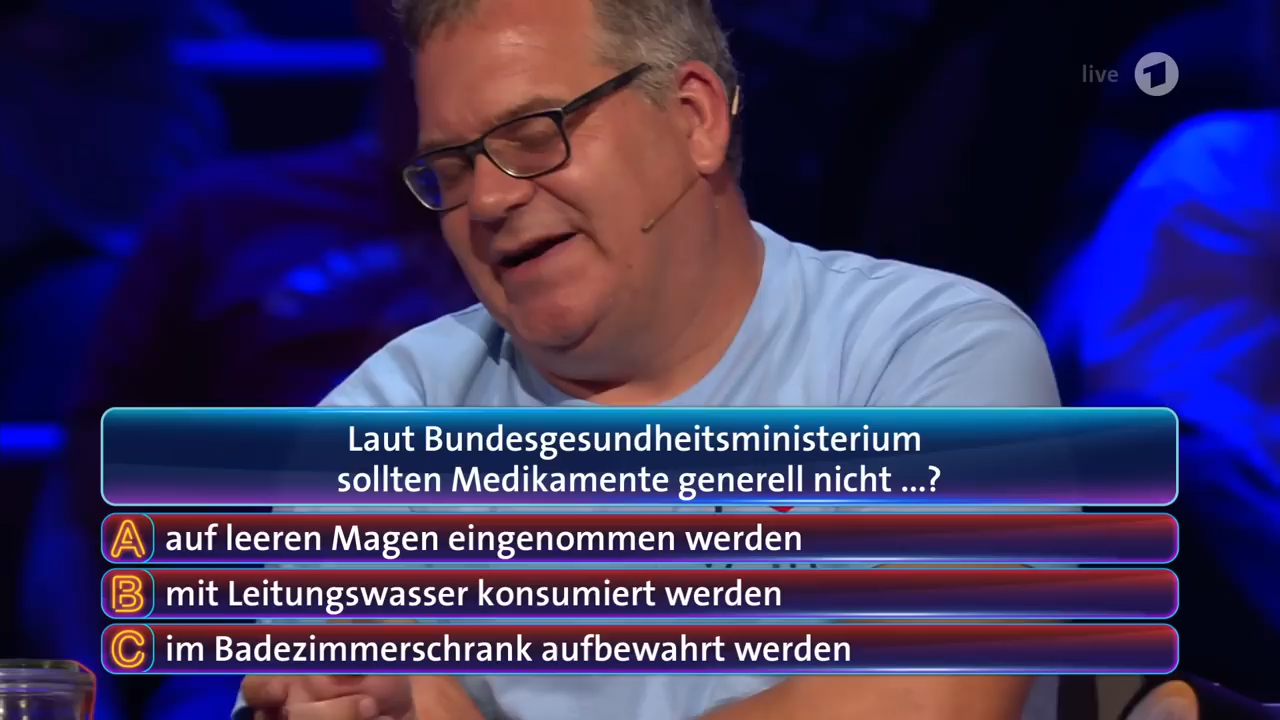 live 1
Laut Bundesgesundheitsministerium
sollten Medikamente generell nicht ...?
A auf leeren Magen eingenommen werden
B mit Leitungswasser konsumiert werden
C im Badezimmerschrank aufbewahrt werden